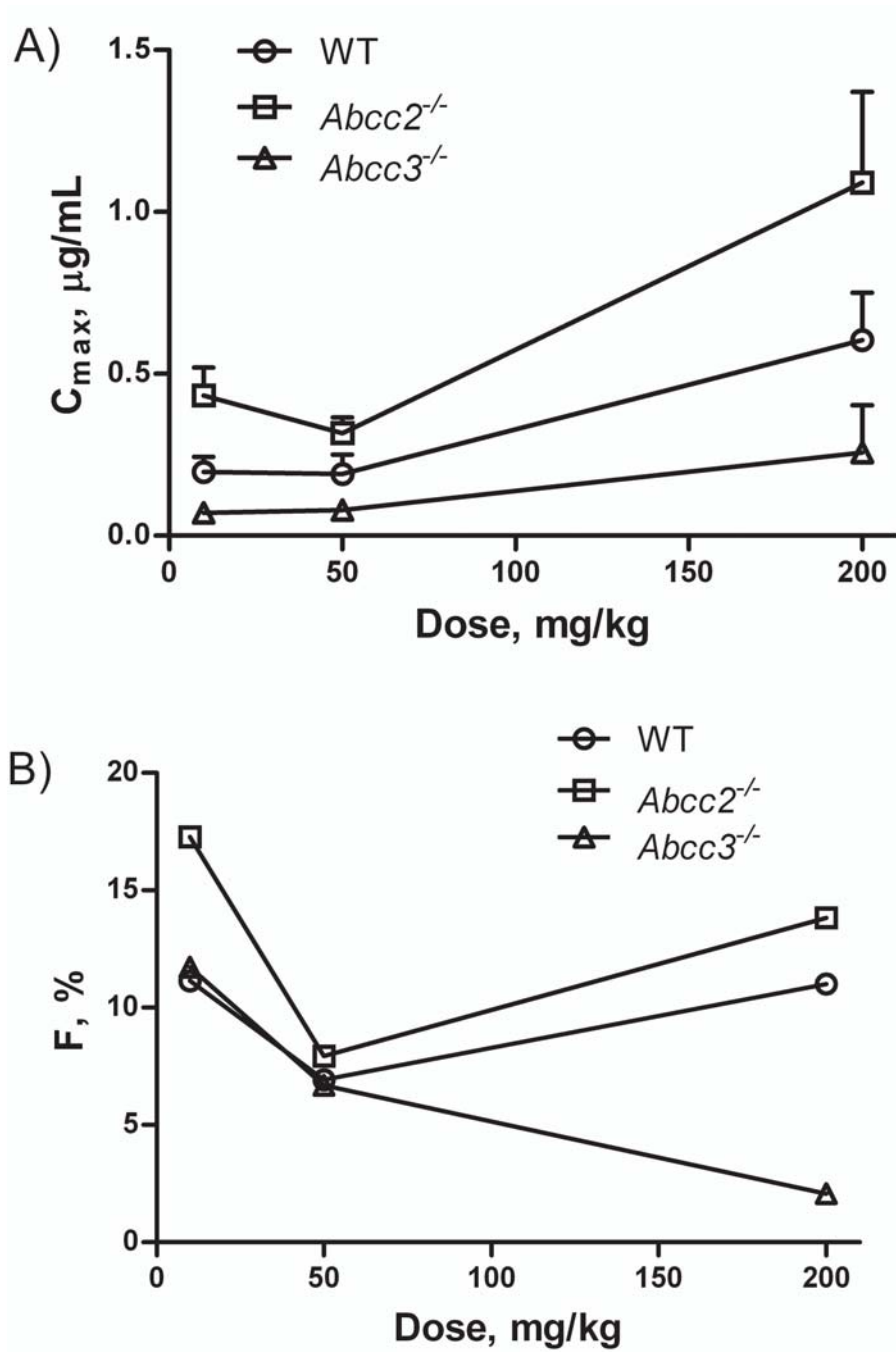 A)
WT
Abcc2-/-
Abcc3-/-
1.5
1.0
0.5
0.0
Cmax, μg/mL
0 50 100 150 200
Dose, mg/kg
B)
WT
Abcc2-/-
Abcc3-/-
20
15
10
5
0
F, %
0 50 100 150 200
Dose, mg/kg